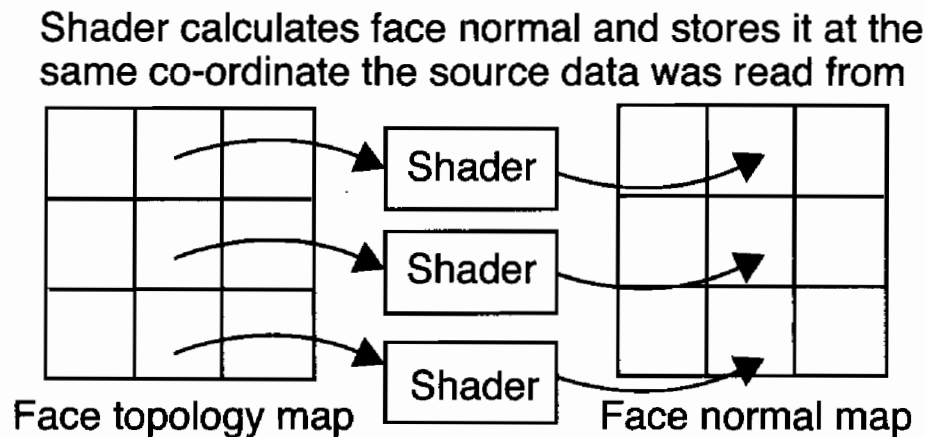 Shader calculates face normal and stores it at the
same co-ordinate the source data was read from
Shader
Shader
Shader
Face topology map
Face normal map